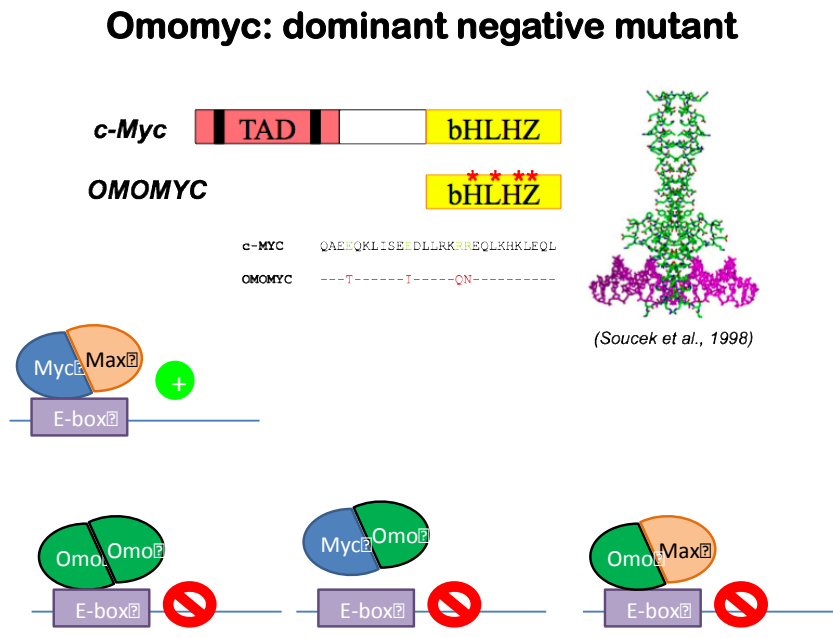 Omomyc: dominant negative mutant
c-Myc TAD bHLHZ
OMOMYC bHLHZ
****
c-MYC QAEEQKLISEEDLLRKRREQLKHKLEQL
OMOMYC ---T------I-----QN----------
(Soucek et al., 1998)
Myc Max
+
E-box
Omo Omo
E-box
Myc Omo
E-box
Omo Max
E-box